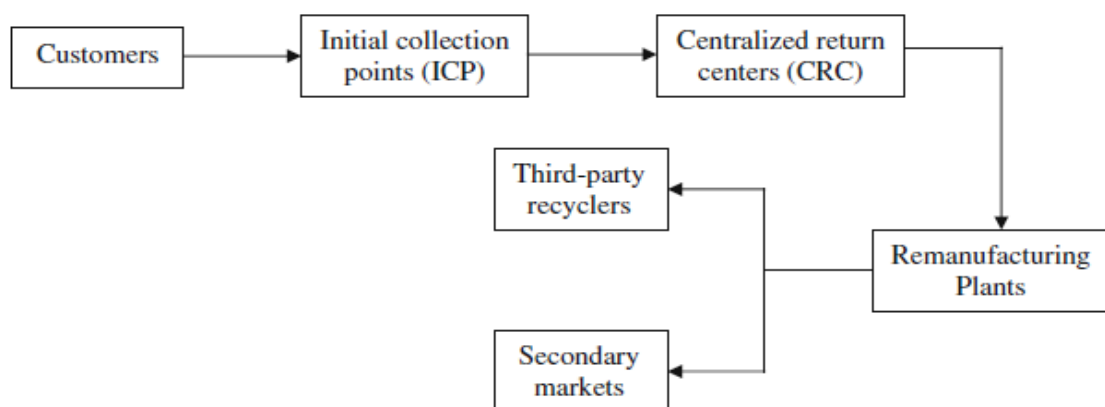 Customers
Initial collection
points (ICP)
Centralized return
centers (CRC)
Third-party
recyclers
Remanufacturing
Plants
Secondary
markets